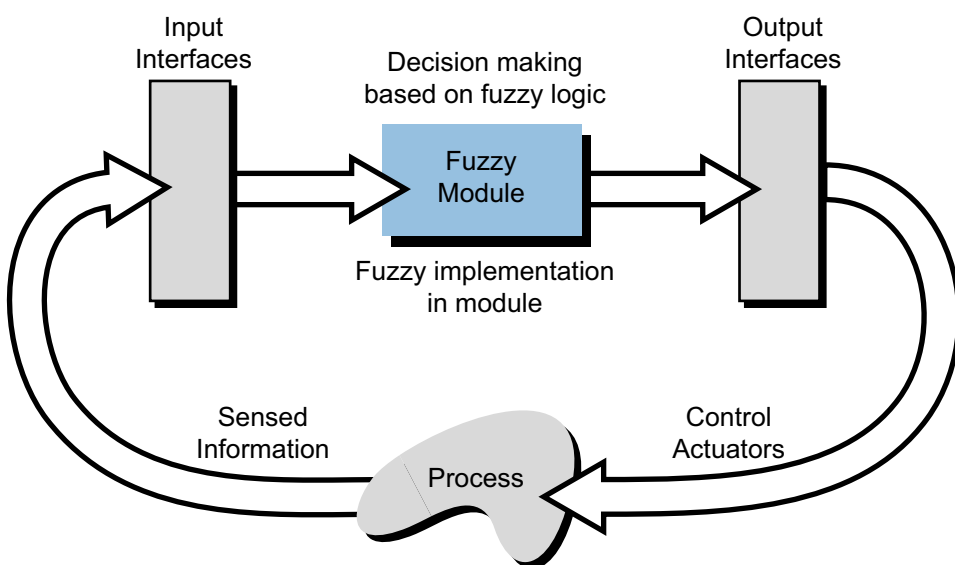 Input
Interfaces
Output
Interfaces
Decision making
based on fuzzy logic
Fuzzy
Module
Fuzzy implementation
in module
Sensed
Information
Control
Actuators
Process